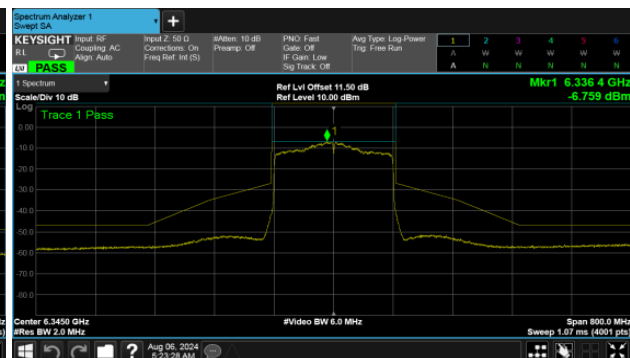 Spectrum Analyzer 1
Swept SA
+
KEYSIGHT Input: RF Input Z: 50 Ω #Atten: 10 dB PNO: Fast Avg Type: Log-Power 1 2 3 4 5 6
RL Coupling: AC Corrections: On Preamp: Off Gate: Off Trig: Free Run A W W W W W
Align: Auto Freq Ref: Int (S) IF Gain: Low
LXI PASS Sig Track: Off A N N N N N
1 Spectrum Ref Lvl Offset 11.50 dB Mkr1 6.336 4 GHz
Scale/Div 10 dB Ref Level 10.00 dBm -6.759 dBm
Log
Trace 1 Pass
0.00
1
-10.0
-20.0
-30.0
-40.0
-50.0
-60.0
-70.0
-80.0
Center 6.3450 GHz #Video BW 6.0 MHz Span 800.0 MHz
#Res BW 2.0 MHz Sweep 1.07 ms (4001 pts)
? Aug 06, 2024
5:23:28 AM